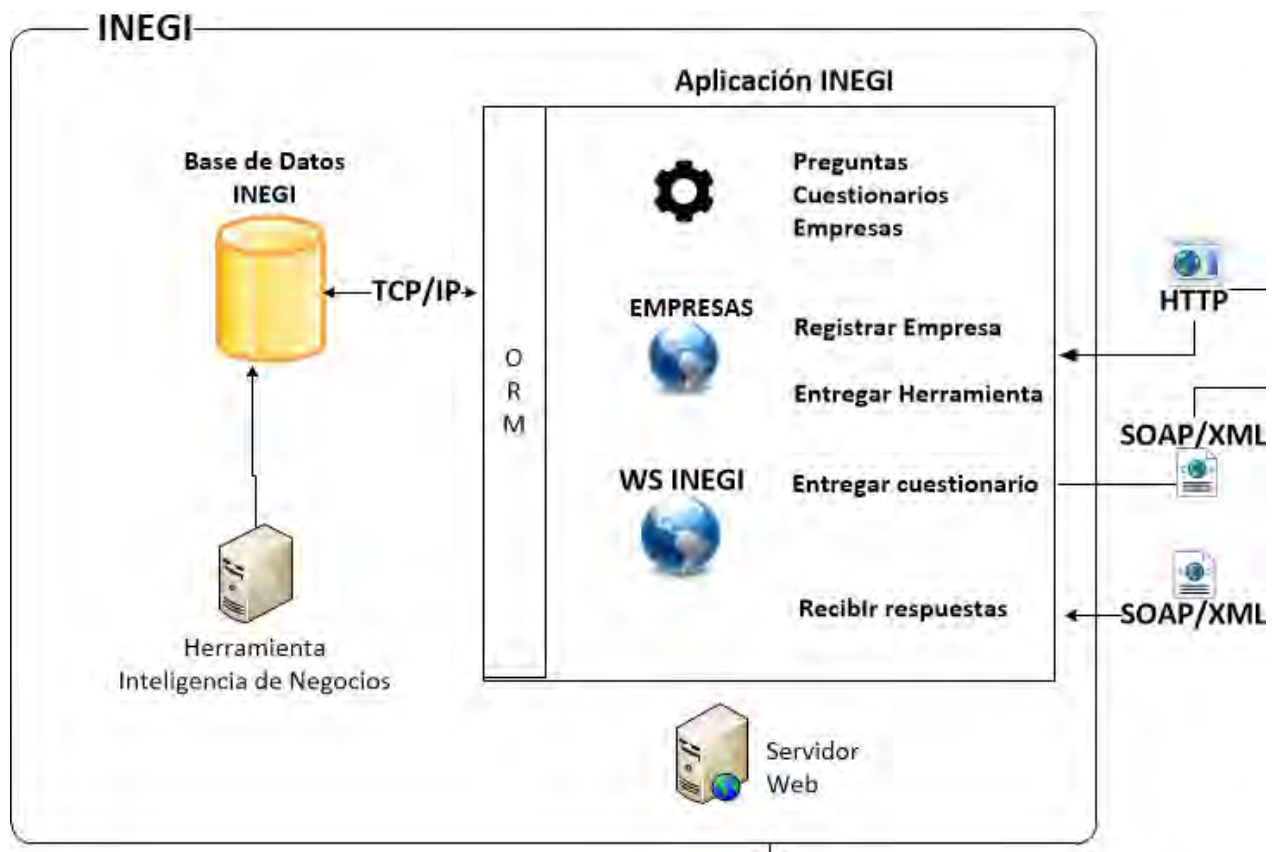 INEGI
Aplicación INEGI
Base de Datos
INEGI
TCP/IP
O
R
M
Preguntas
Cuestionarios
Empresas
EMPRESAS
Registrar Empresa
Entregar Herramienta
WS INEGI
Entregar cuestionario
Recibir respuestas
HTTP
SOAP/XML
SOAP/XML
Herramienta
Inteligencia de Negocios
Servidor
Web